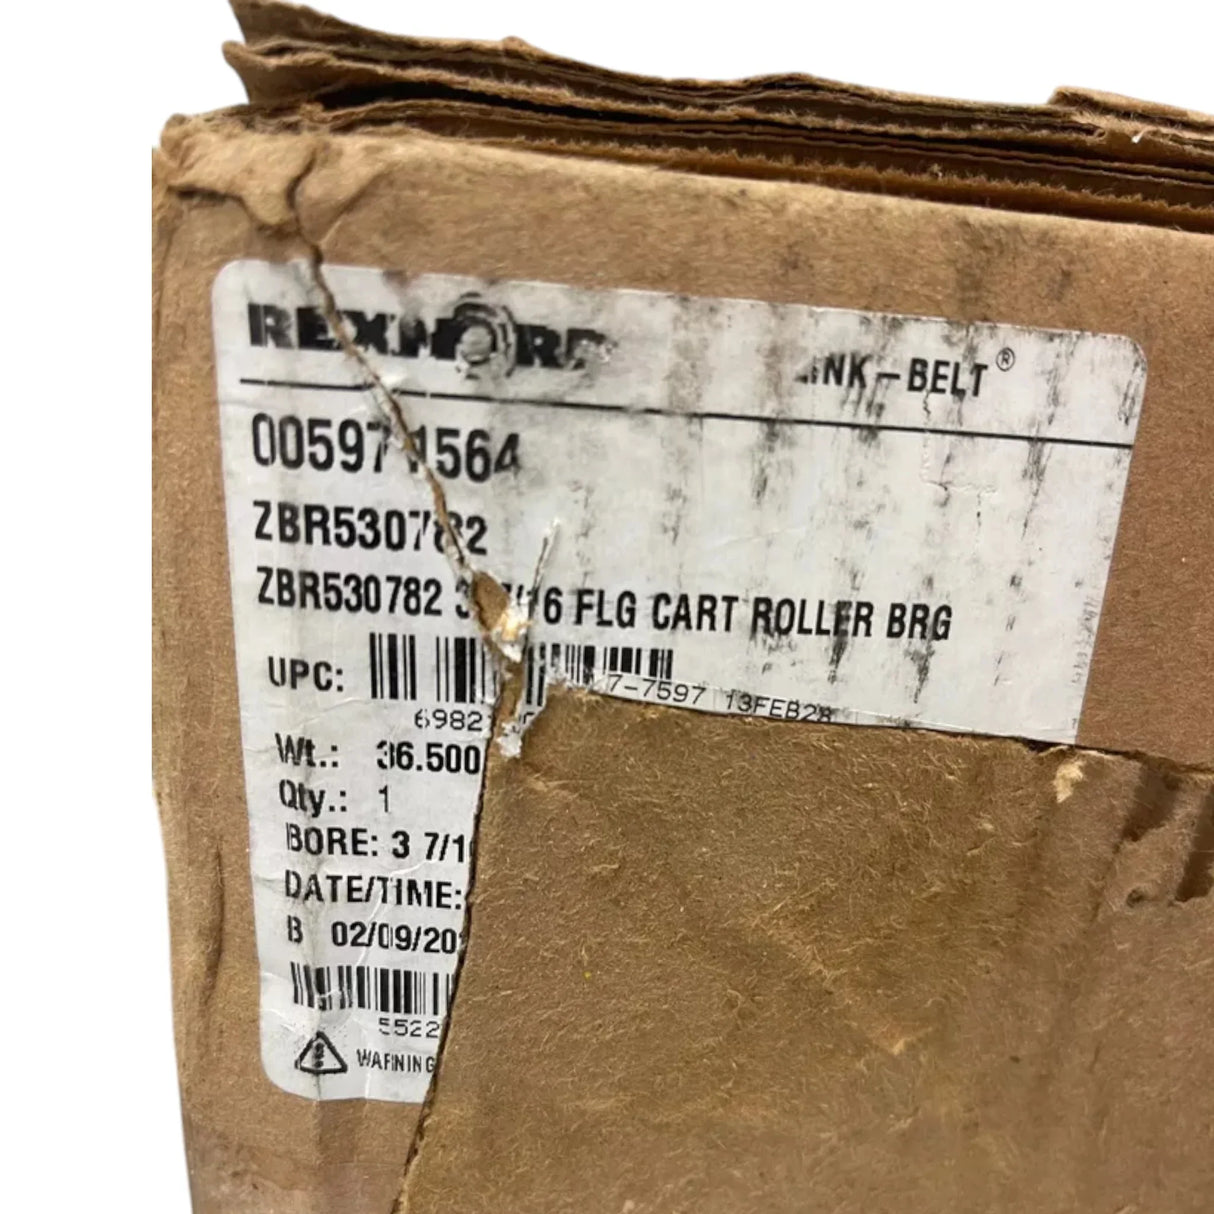 REXNORD LINK-BELT®
00597 1564
ZBR530782
ZBR530782 3 7/16 FLG CART ROLLER BRG
UPC:
7-7597 13FEB28
6982
Wt.: 36.500
Qty.: 1
BORE: 3 7/1
DATE/TIME:
B 02/09/20
5522
WARNING